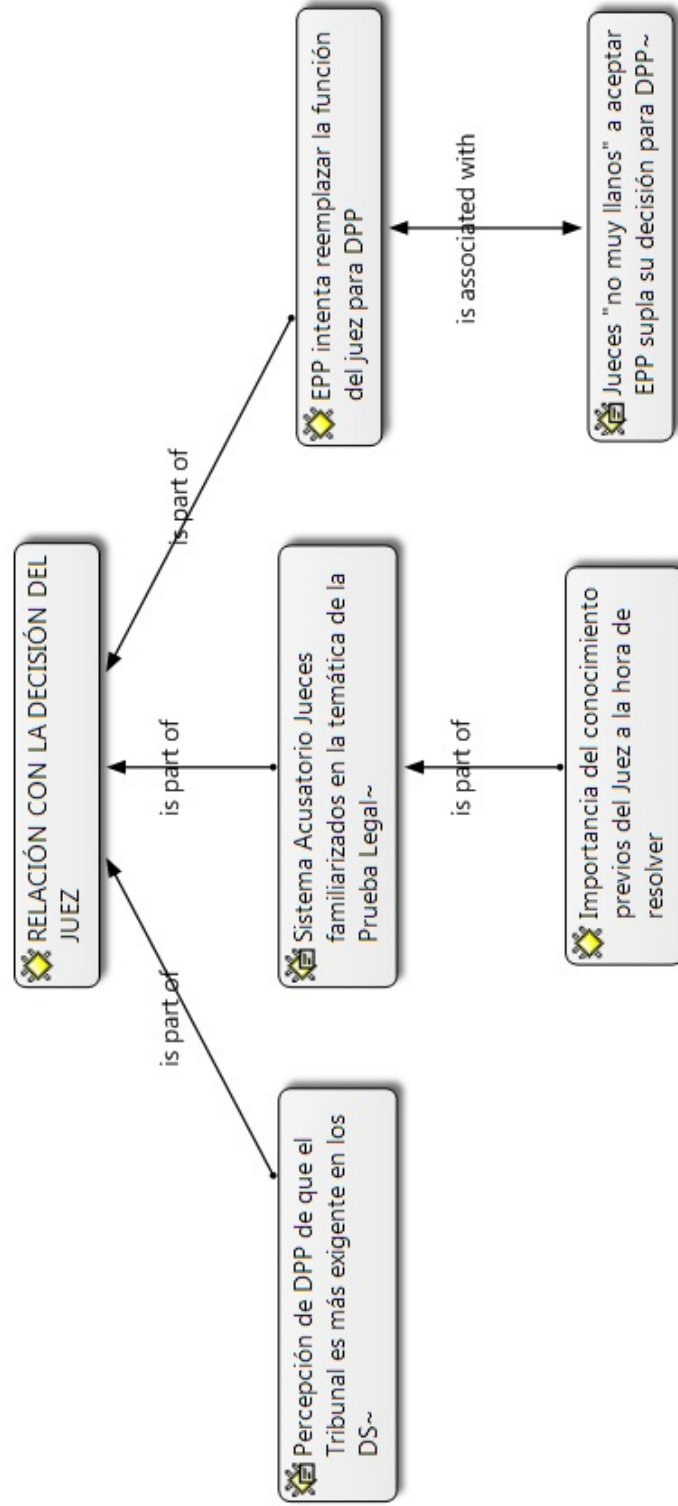 RELACIÓN CON LA DECISIÓN DEL
JUEZ
is part of
is part of
is part of
Percepción de DPP de que el
Tribunal es más exigente en los
DS~
Sistema Acusatorio Jueces
familiarizados en la temática de la
Prueba Legal~
EPP intenta reemplazar la función
del juez para DPP
is part of
is associated with
Importancia del conocimiento
previos del Juez a la hora de
resolver
Jueces "no muy llanos" a aceptar
EPP supla su decisión para DPP~